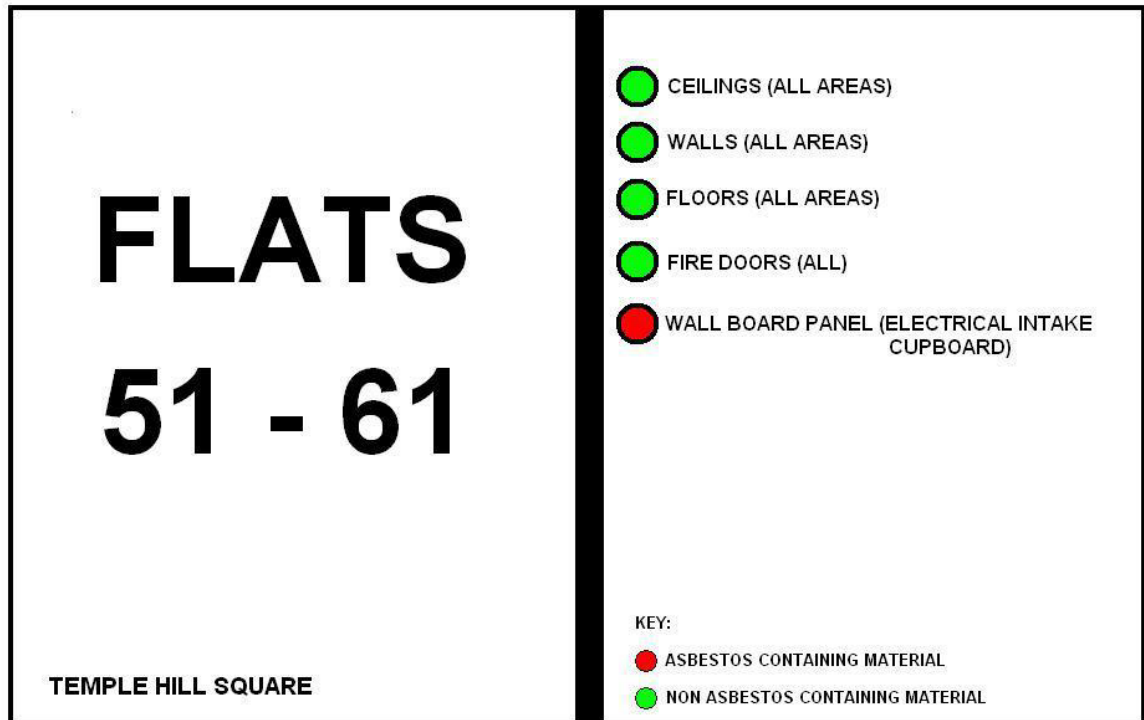 FLATS
51 - 61
TEMPLE HILL SQUARE
CEILINGS (ALL AREAS)
WALLS (ALL AREAS)
FLOORS (ALL AREAS)
FIRE DOORS (ALL)
WALL BOARD PANEL (ELECTRICAL INTAKE
CUPBOARD)
KEY:
ASBESTOS CONTAINING MATERIAL
NON ASBESTOS CONTAINING MATERIAL